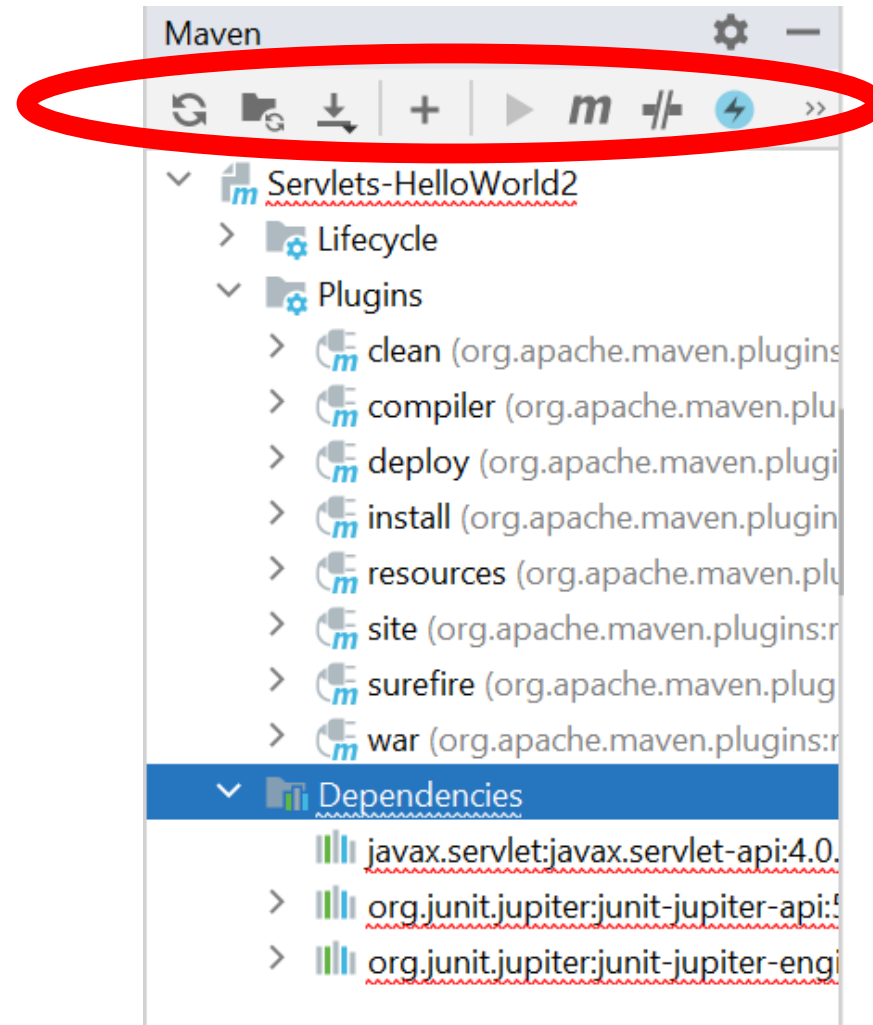 Maven
Servlets-HelloWorld2
Lifecycle
Plugins
clean (org.apache.maven.plugins
compiler (org.apache.maven.plu
deploy (org.apache.maven.plugi
install (org.apache.maven.plugin
resources (org.apache.maven.plu
site (org.apache.maven.plugins:r
surefire (org.apache.maven.plug
war (org.apache.maven.plugins:r
Dependencies
javax.servlet:javax.servlet-api:4.0.
org.junit.jupiter:junit-jupiter-api:5
org.junit.jupiter:junit-jupiter-engi